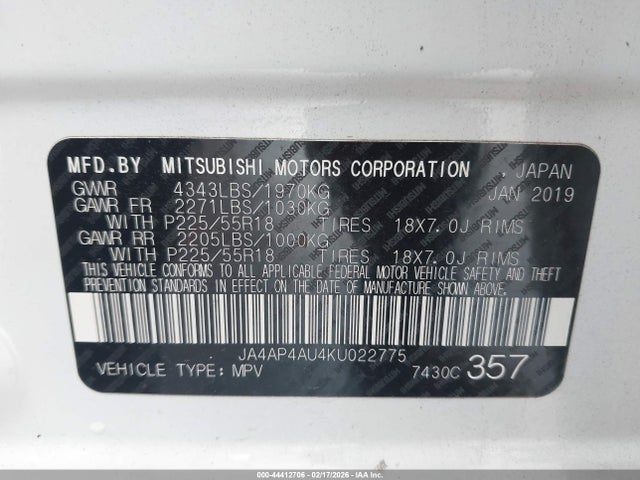 MFD.BY MITSUBISHI MOTORS CORPORATION , JAPAN
GVWR 4343LBS/1970KG JAN 2019
GAWR FR 2271LBS/1030KG
WITH P225/55R18 TIRES 18X7.0J RIMS
GAWR RR 2205LBS/1000KG
WITH P225/55R18 TIRES 18X7.0J RIMS
THIS VEHICLE CONFORMS TO ALL APPLICABLE FEDERAL MOTOR VEHICLE SAFETY AND THEFT
PREVENTION STANDARDS IN EFFECT ON THE DATE OF MANUFACTURE SHOWN ABOVE.
JA4AP4AU4KU022775
VEHICLE TYPE: MPV 7430C 357
000-44412706 - 02/17/2026 - IAA Inc.